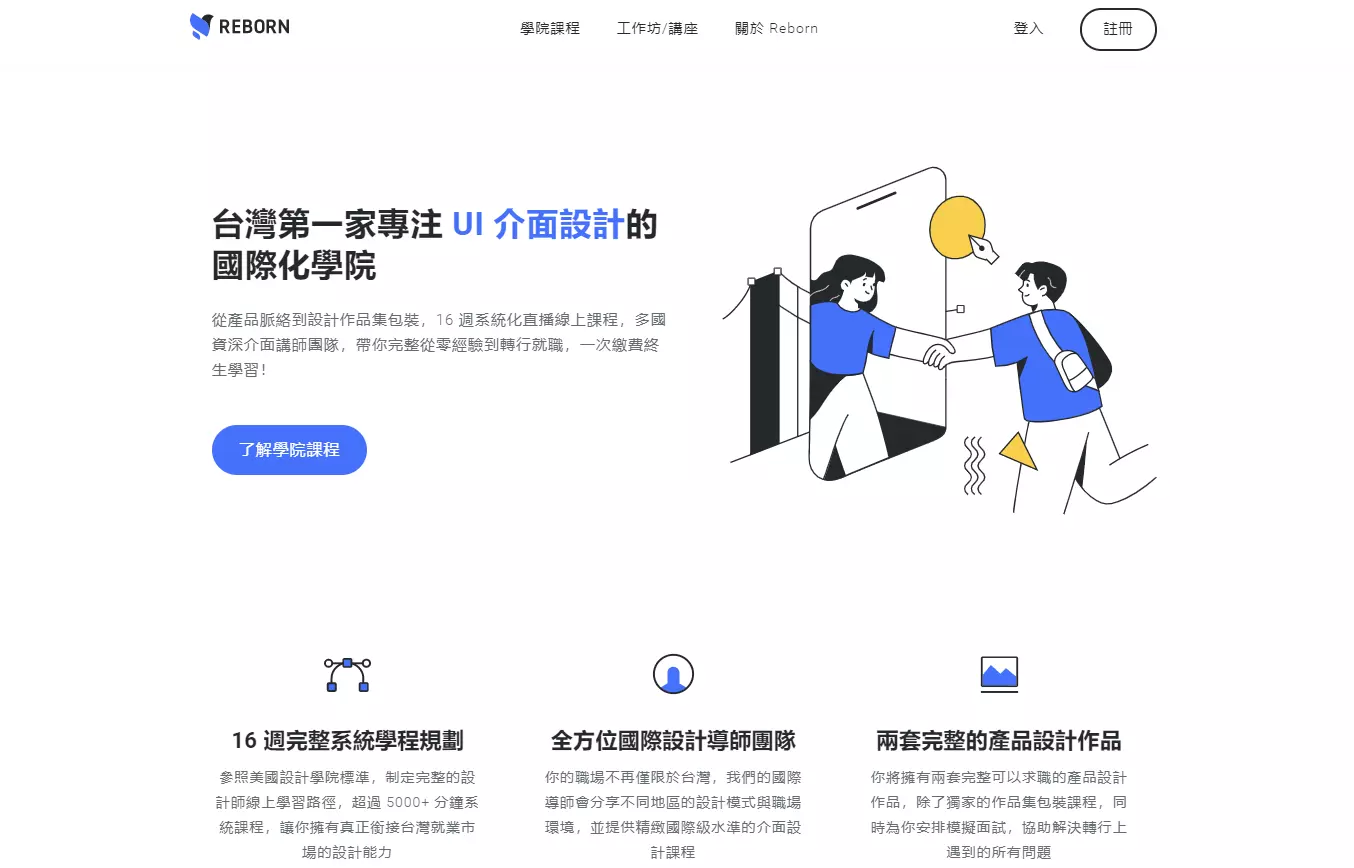 REBORN
學院課程
工作坊/講座
關於 Reborn
登入
註冊
台灣第一家專注 UI 介面設計的
國際化學院
從產品脈絡到設計作品集包裝，16 週系統化直播線上課程，多國
資深介面講師團隊，帶你完整從零經驗到轉行就職，一次繳費終
生學習！
了解學院課程
16 週完整系統學程規劃
參照美國設計學院標準，制定完整的設
計師線上學習路徑，超過 5000+ 分鐘系
統課程，讓你擁有真正銜接台灣就業市
場的設計能力
全方位國際設計導師團隊
你的職場不再僅限於台灣，我們的國際
導師會分享不同地區的設計模式與職場
環境，並提供精緻國際級水準的介面設
計課程
兩套完整的產品設計作品
你將擁有兩套完整可以求職的產品設計
作品，除了獨家的作品集包裝課程，同
時為你安排模擬面試，協助解決轉行上
遇到的所有問題